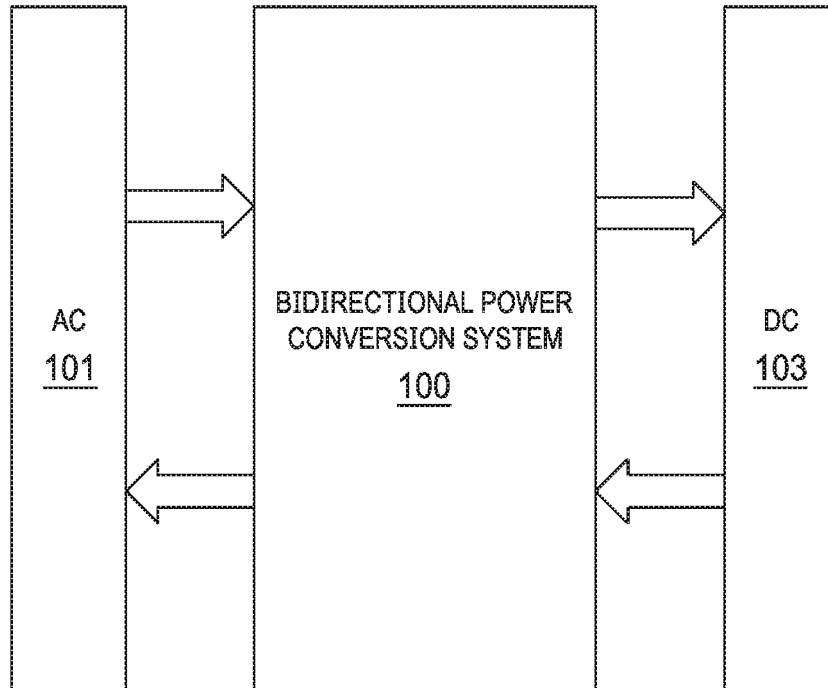 AC
101
BIDIRECTIONAL POWER
CONVERSION SYSTEM
100
DC
103